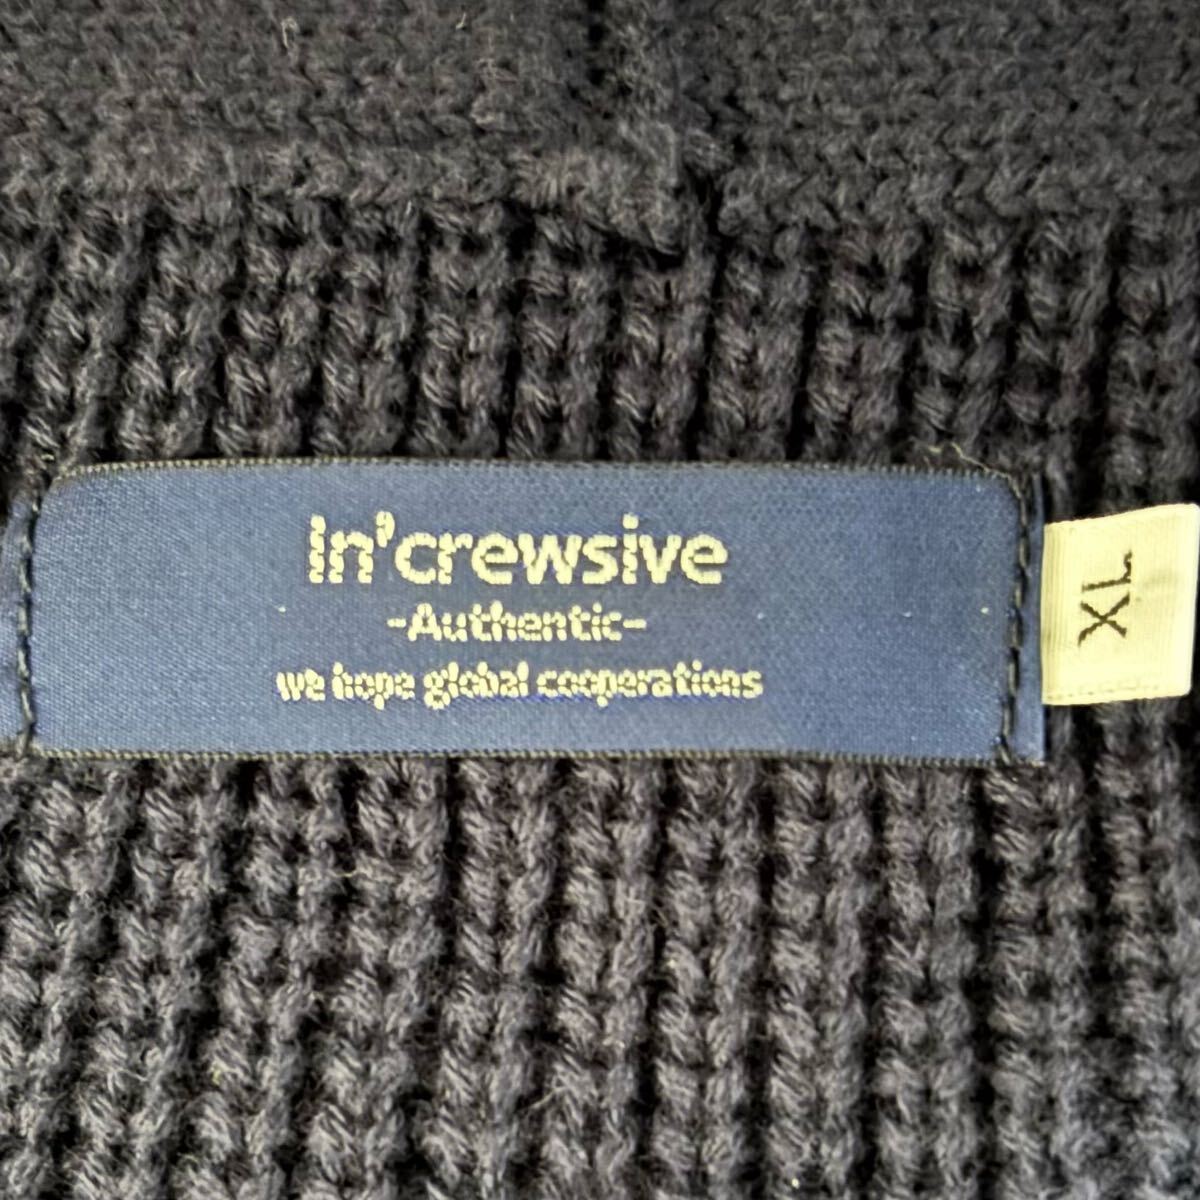 In'crewsive
-Authentic-
we hope global cooperations
XL